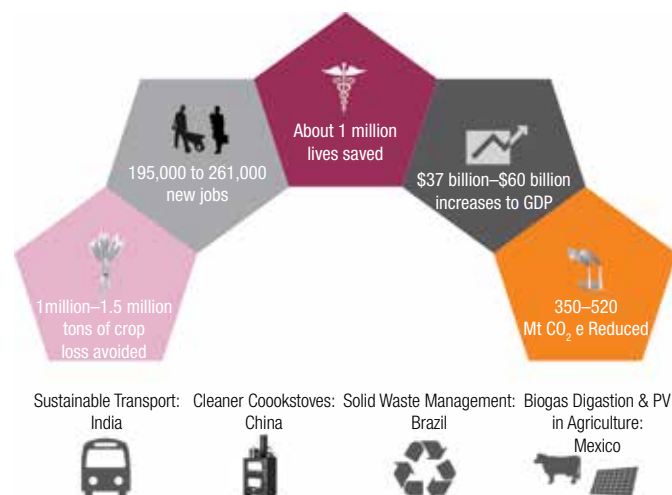 About 1 million
lives saved
195,000 to 261,000
new jobs
$37 billion–$60 billion
increases to GDP
1million–1.5 million
tons of crop
loss avoided
350–520
Mt CO₂ e Reduced
Sustainable Transport:
India
Cleaner Coookstoves:
China
Solid Waste Management:
Brazil
Biogas Digastion & PV
in Agriculture:
Mexico